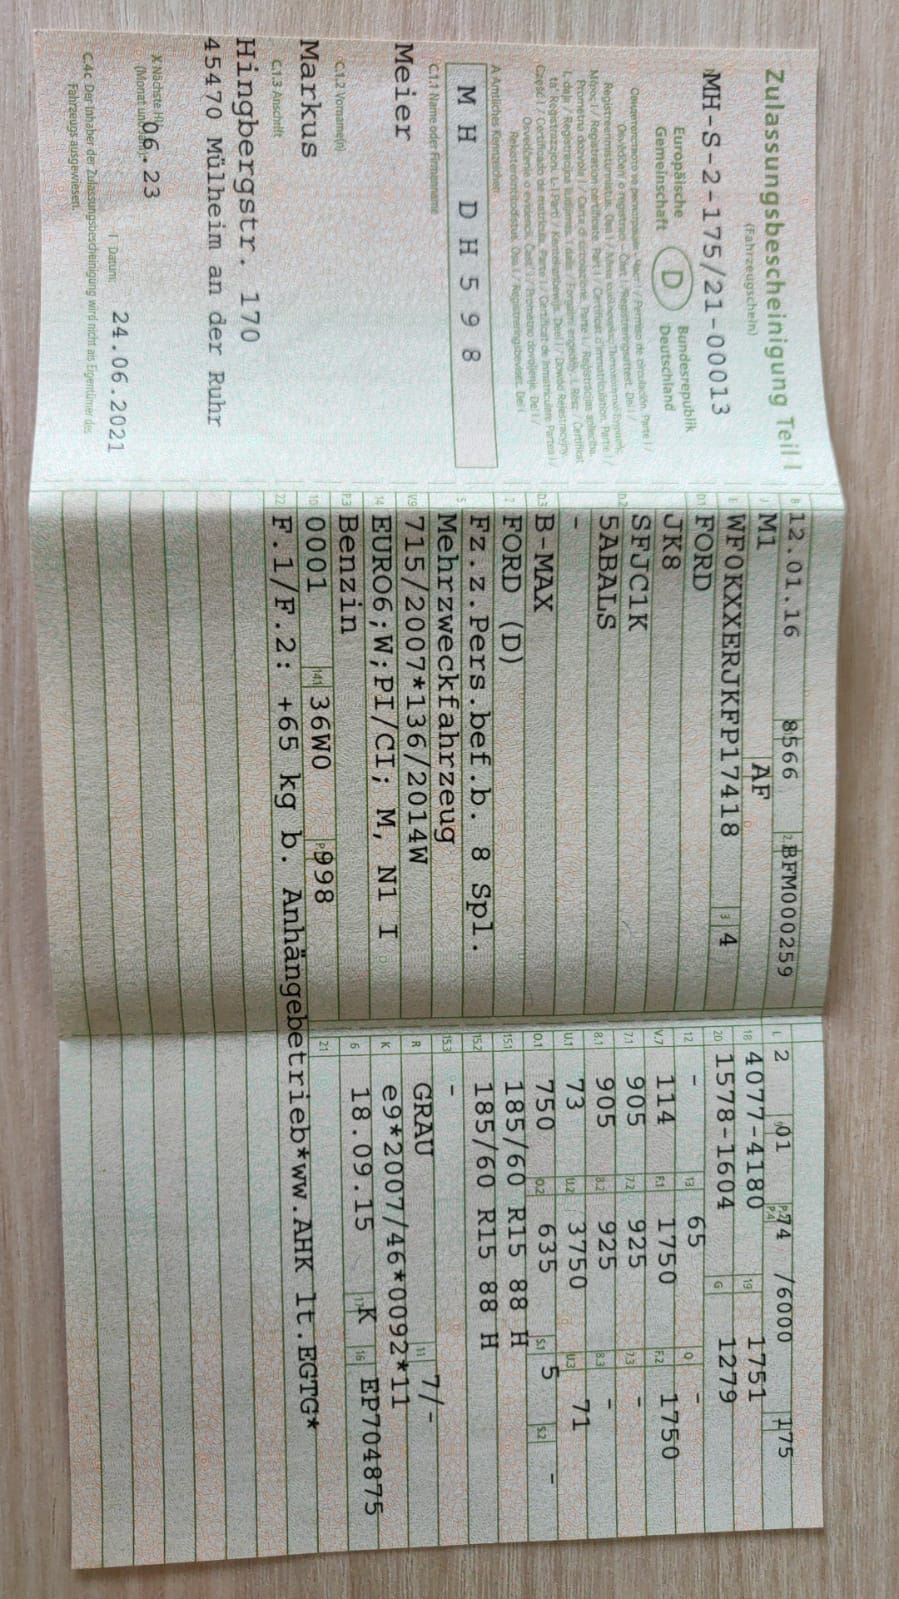 Zulassungsbescheinigung Teil I
(Fahrzeugschein)
MH-S-2-175/21-00013
Europäische Gemeinschaft
D
Bundesrepublik Deutschland
A Amtliches Kennzeichen
MH DH598
C.1.1 Name oder Firmenname
Meier
C.1.2 Vorname(n)
Markus
C.1.3 Anschrift
Hingbergstr. 170
45470 Mülheim an der Ruhr
X Nächste HU
(Monat und Jahr):
06.23
I Datum:
24.06.2021
C.4c Der Inhaber der Zulassungsbescheinigung wird nicht als Eigentümer des
Fahrzeugs ausgewiesen.
B 12.01.16 8566 BFM000259
J M1 AF
E WF0KXXERJKFP17418 3 4
D.1 FORD
JK8
D.2 SFJC1K
5ABALS
-
D.3 B-MAX
2 FORD (D)
5 Fz.z.Pers.bef.b. 8 Spl.
Mehrzweckfahrzeug
V.9 715/2007*136/2014W
14 EURO6;W;PI/CI; M, N1 I
P.3 Benzin
10 0001 14.1 36W0 P.1 998
22 F.1/F.2: +65 kg b. Anhängebetrieb*ww.AHK lt.EGTG*
L 2 9 01 P.2 P.4 74 /6000 T 175
18 4077-4180 19 1751
20 1578-1604 G 1279
12 - 13 65 Q -
V.7 114 F.1 1750 F.2 1750
7.1 905 7.2 925 7.3 -
8.1 905 8.2 925 8.3 -
U.1 73 U.2 3750 U.3 71
O.1 750 O.2 635 S.1 5 S.2 -
15.1 185/60 R15 88 H
15.2 185/60 R15 88 H
15.3 -
R GRAU 11 7/-
K e9*2007/46*0092*11
6 18.09.15 17 K 16 EP704875
21